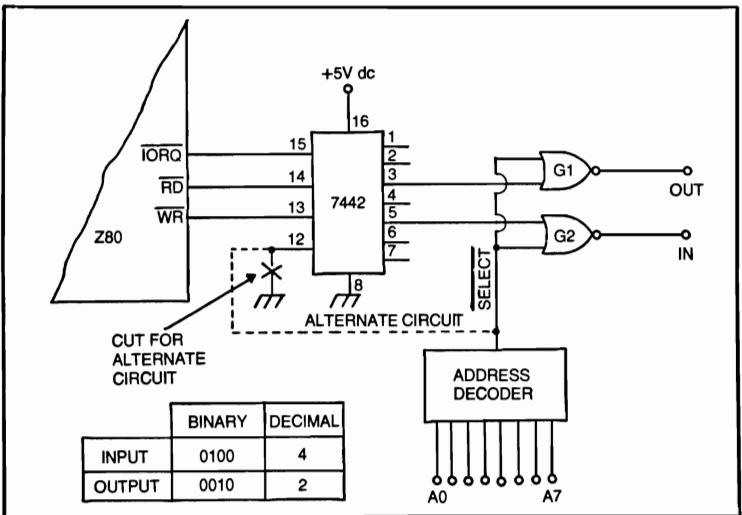 +5V dc
16
IORQ
15
1
2
RD
14
3
G1
OUT
WR
13
7442
4
5
Z80
12
6
7
G2
IN
8
SELECT
ALTERNATE CIRCUIT
CUT FOR
ALTERNATE
CIRCUIT
ADDRESS
DECODER
BINARY DECIMAL
INPUT 0100 4
OUTPUT 0010 2
A0 A7